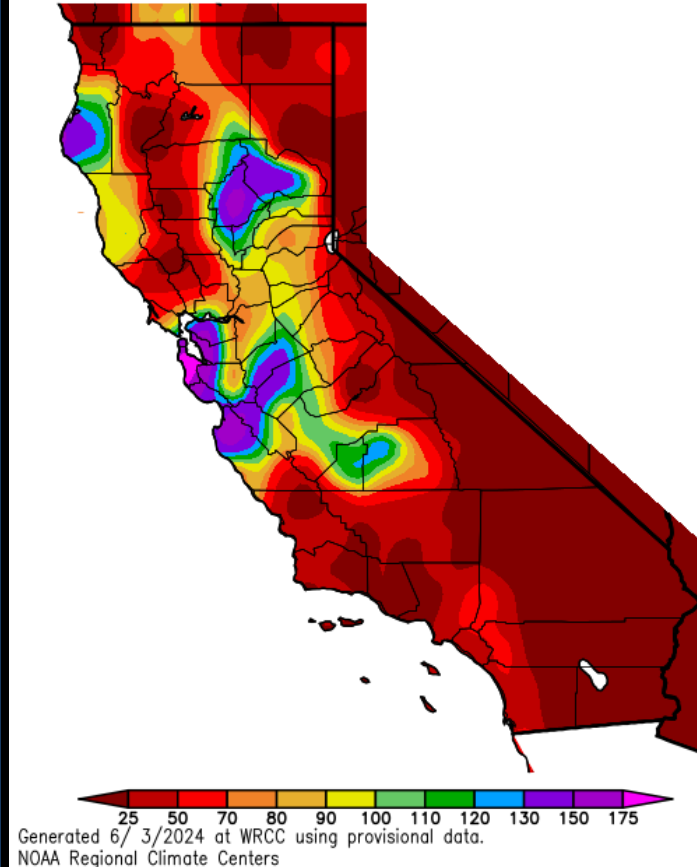 25 50 70 80 90 100 110 120 130 150 175
Generated 6/ 3/2024 at WRCC using provisional data.
NOAA Regional Climate Centers